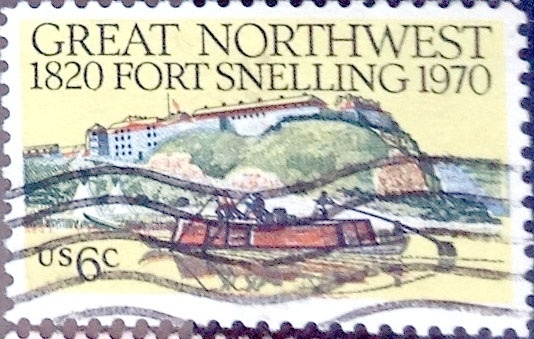 GREAT NORTHWEST
1820 FORT SNELLING 1970
US 6C